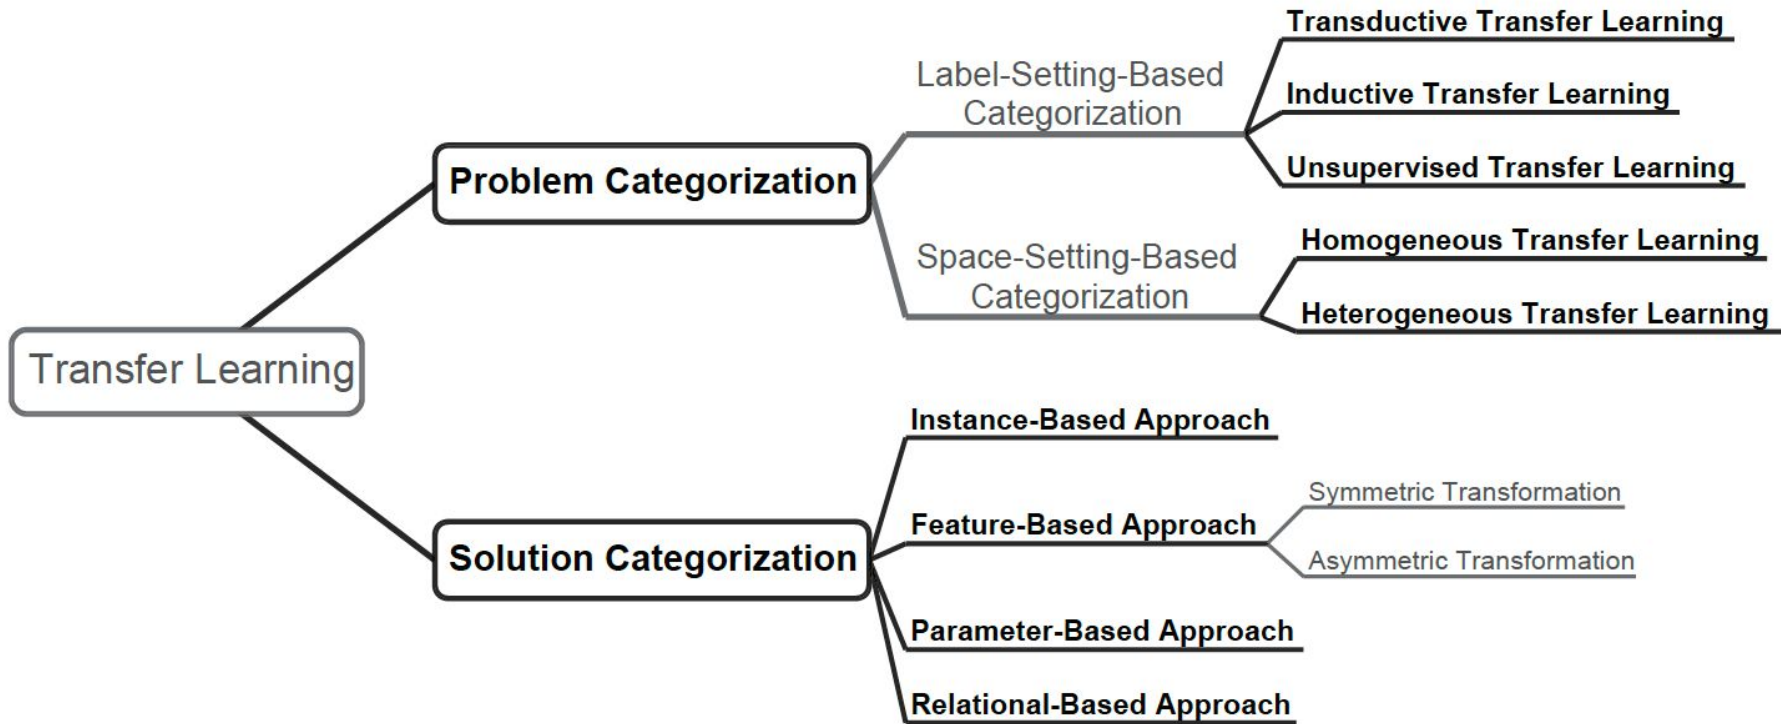 Transfer Learning
Problem Categorization
Label-Setting-Based
Categorization
Transductive Transfer Learning
Inductive Transfer Learning
Unsupervised Transfer Learning
Space-Setting-Based
Categorization
Homogeneous Transfer Learning
Heterogeneous Transfer Learning
Solution Categorization
Instance-Based Approach
Feature-Based Approach
Symmetric Transformation
Asymmetric Transformation
Parameter-Based Approach
Relational-Based Approach